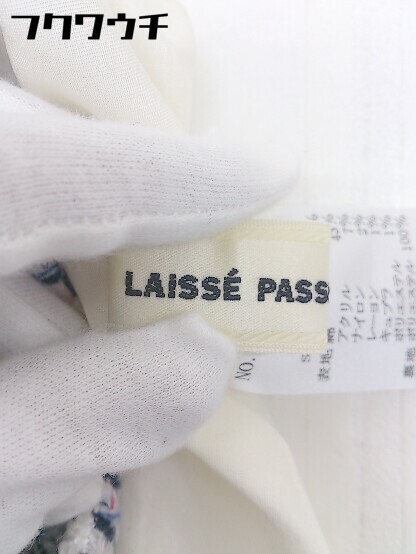 フクワウチ
LAISSÉ PASS
NO.
S
表地 綿
アクリル
ナイロン
レーヨン
キュプラ
ポリエステル
裏地 ポリエステル 100%